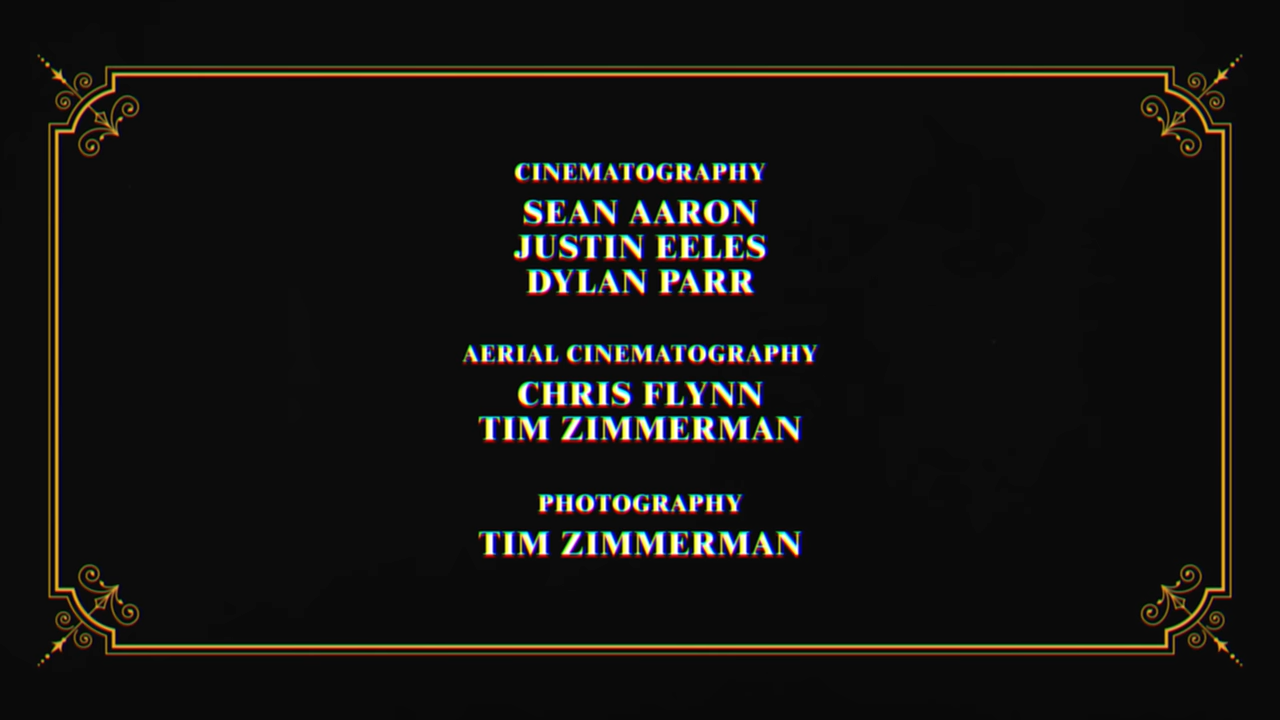 CINEMATOGRAPHY
SEAN AARON
JUSTIN EELES
DYLAN PARR
AERIAL CINEMATOGRAPHY
CHRIS FLYNN
TIM ZIMMERMAN
PHOTOGRAPHY
TIM ZIMMERMAN